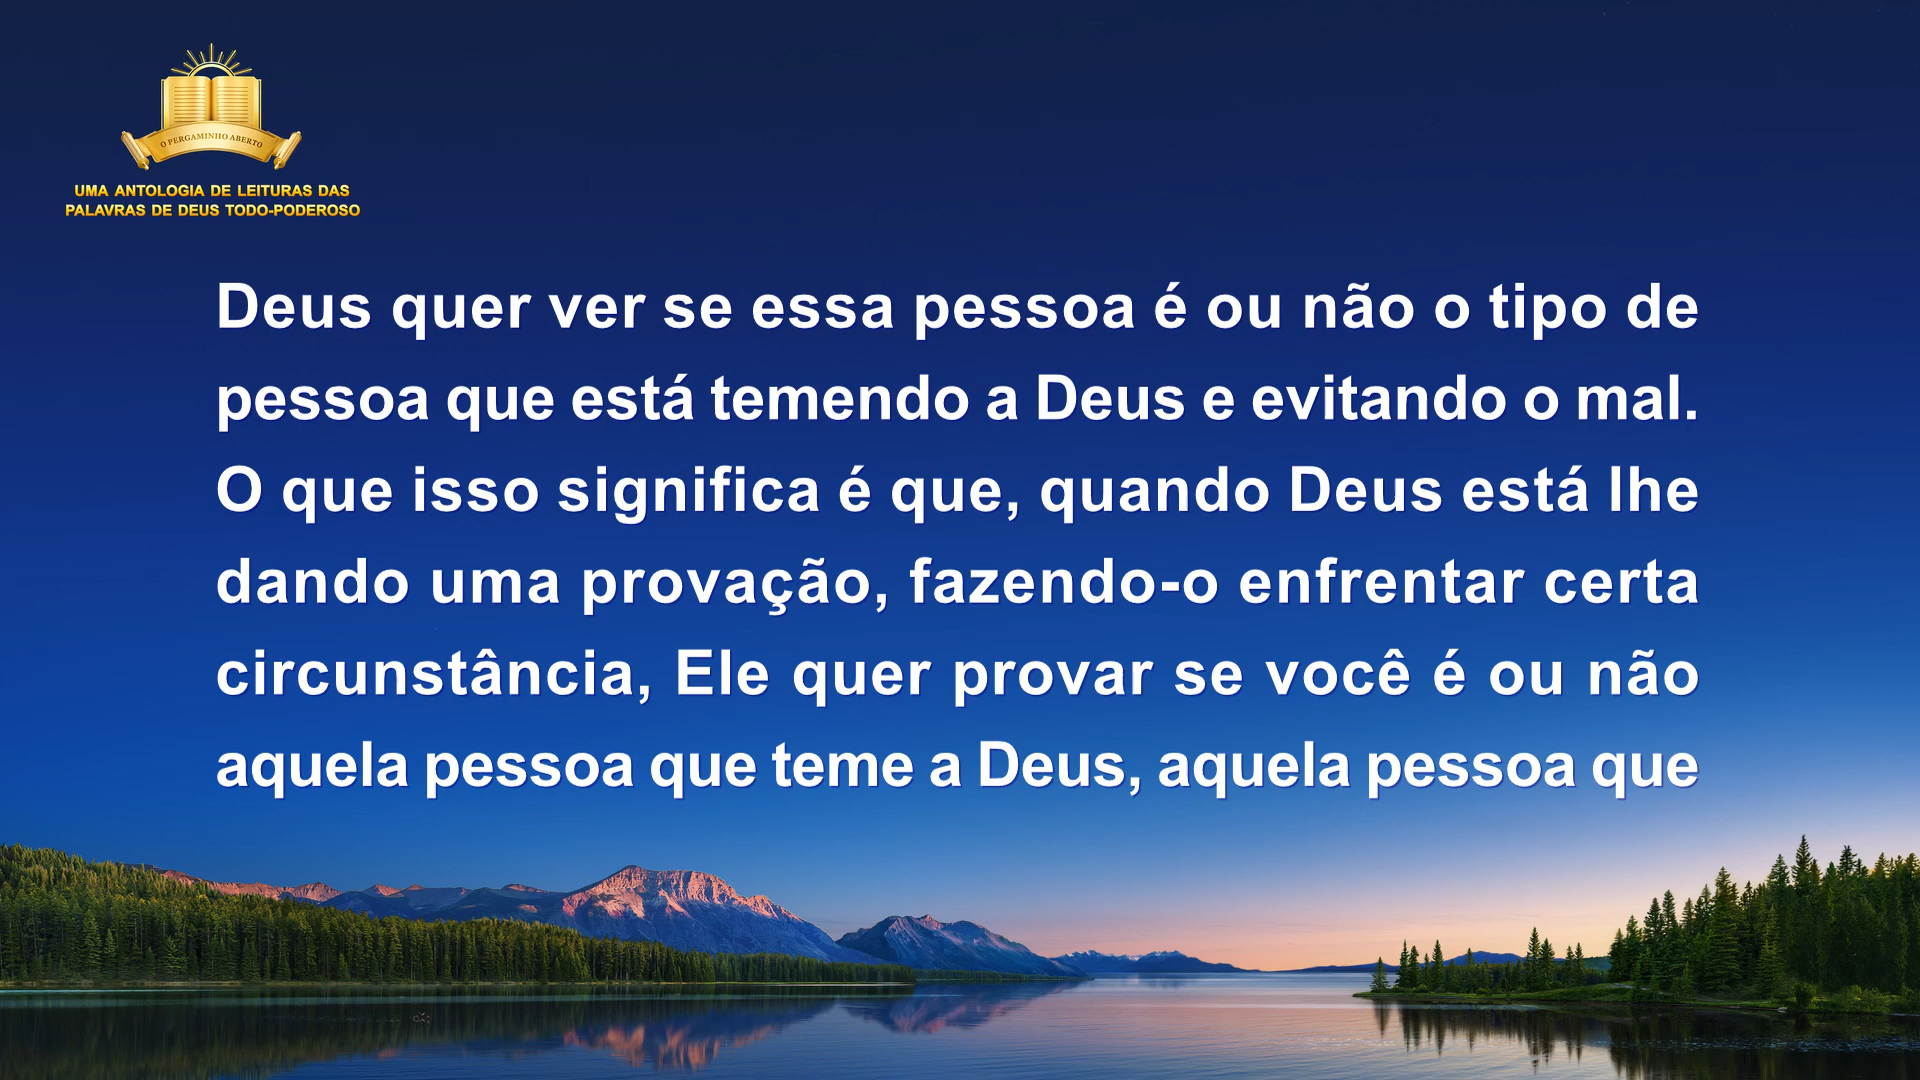 O PERGAMINHO ABERTO
UMA ANTOLOGIA DE LEITURAS DAS
PALAVRAS DE DEUS TODO-PODEROSO
Deus quer ver se essa pessoa é ou não o tipo de
pessoa que está temendo a Deus e evitando o mal.
O que isso significa é que, quando Deus está lhe
dando uma provação, fazendo-o enfrentar certa
circunstância, Ele quer provar se você é ou não
aquela pessoa que teme a Deus, aquela pessoa que